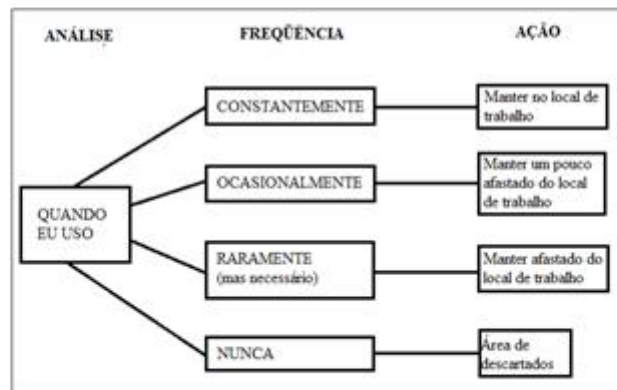 ANÁLISE
FREQÜÊNCIA
AÇÃO
QUANDO
EU USO
CONSTANTEMENTE
Manter no local de
trabalho
OCASIONALMENTE
Manter um pouco
afastado do local
de trabalho
RARAMENTE
(mas necessário)
Manter afastado do
local de trabalho
NUNCA
Área de
descartados